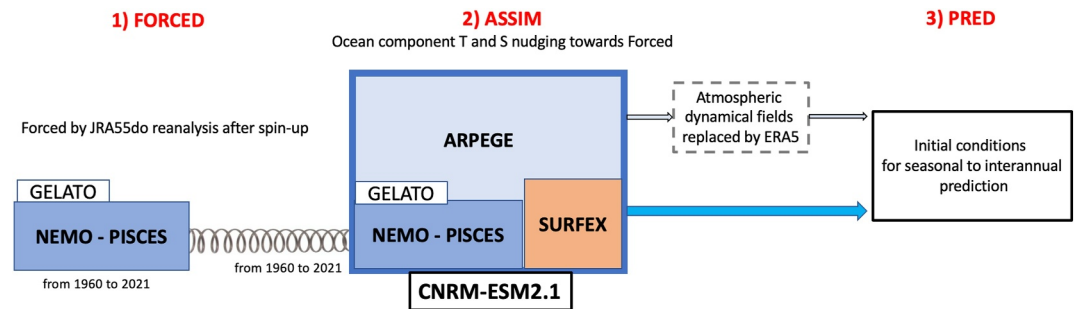 1) FORCED
2) ASSIM
3) PRED
Ocean component T and S nudging towards Forced
Forced by JRA55do reanalysis after spin-up
GELATO
NEMO - PISCES
from 1960 to 2021
from 1960 to 2021
ARPEGE
GELATO
NEMO - PISCES
SURFEX
CNRM-ESM2.1
Atmospheric
dynamical fields
replaced by ERA5
Initial conditions
for seasonal to interannual
prediction